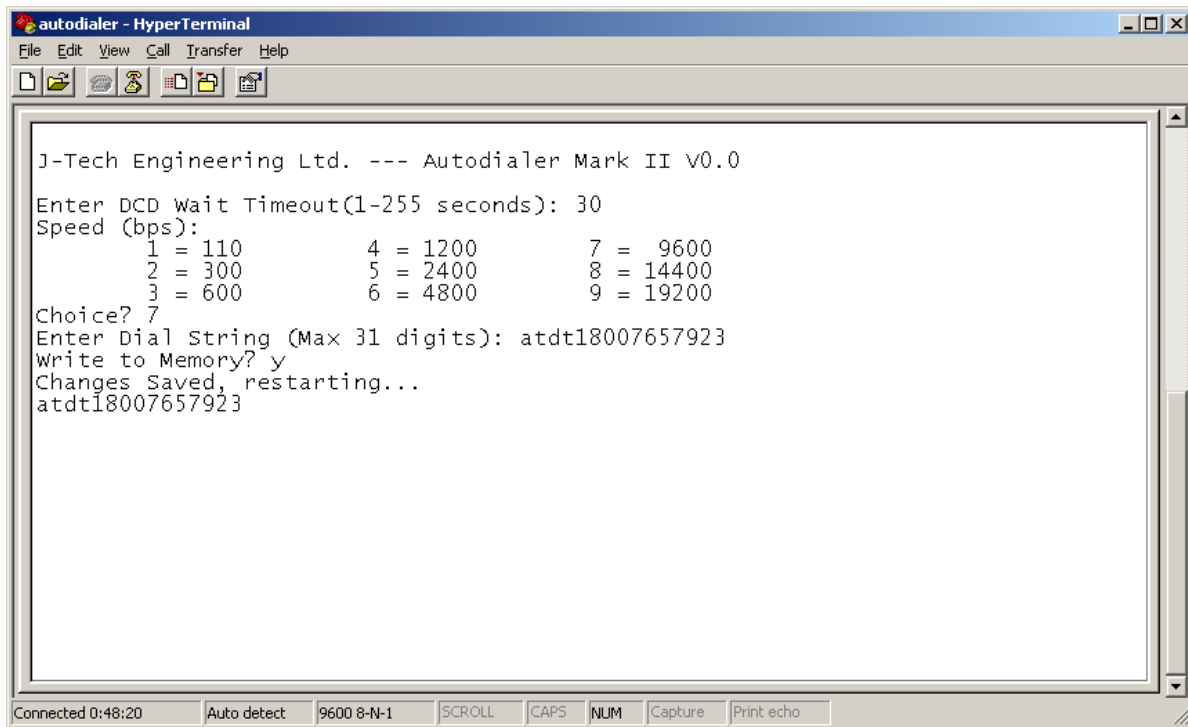 autodialer - HyperTerminal
File Edit View Call Transfer Help
J-Tech Engineering Ltd. --- Autodialer Mark II V0.0
Enter DCD Wait Timeout(1-255 seconds): 30
Speed (bps):
1 = 110 4 = 1200 7 = 9600
2 = 300 5 = 2400 8 = 14400
3 = 600 6 = 4800 9 = 19200
Choice? 7
Enter Dial String (Max 31 digits): atdt18007657923
Write to Memory? y
Changes Saved, restarting...
atdt18007657923
Connected 0:48:20 Auto detect 9600 8-N-1 SCROLL CAPS NUM Capture Print echo